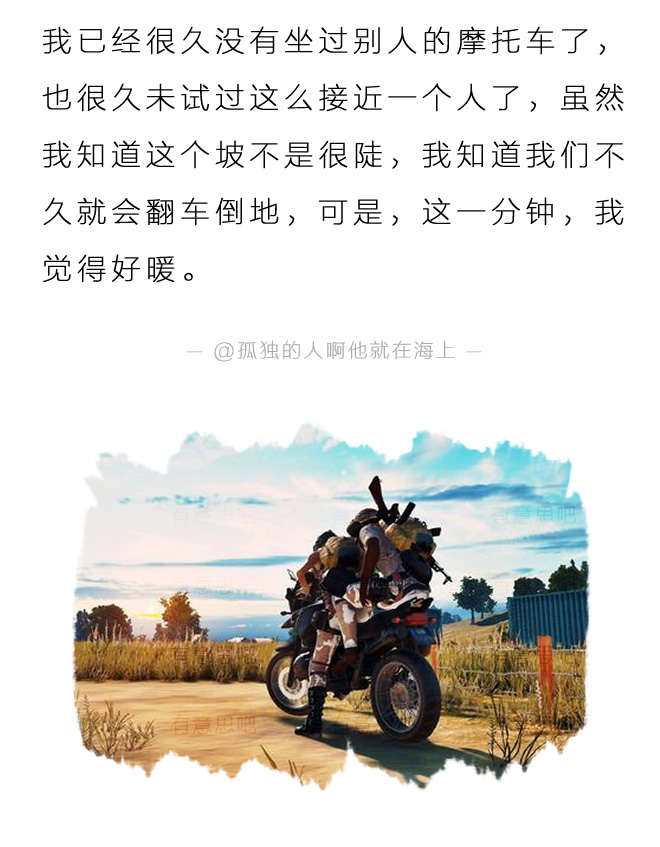 我已经很久没有坐过别人的摩托车了，
也很久未试过这么接近一个人了，虽然
我知道这个坡不是很陡，我知道我们不
久就会翻车倒地，可是，这一分钟，我
觉得好暖。
— @孤独的人啊他就在海上 —
有意思吧
有意思吧
有意思吧